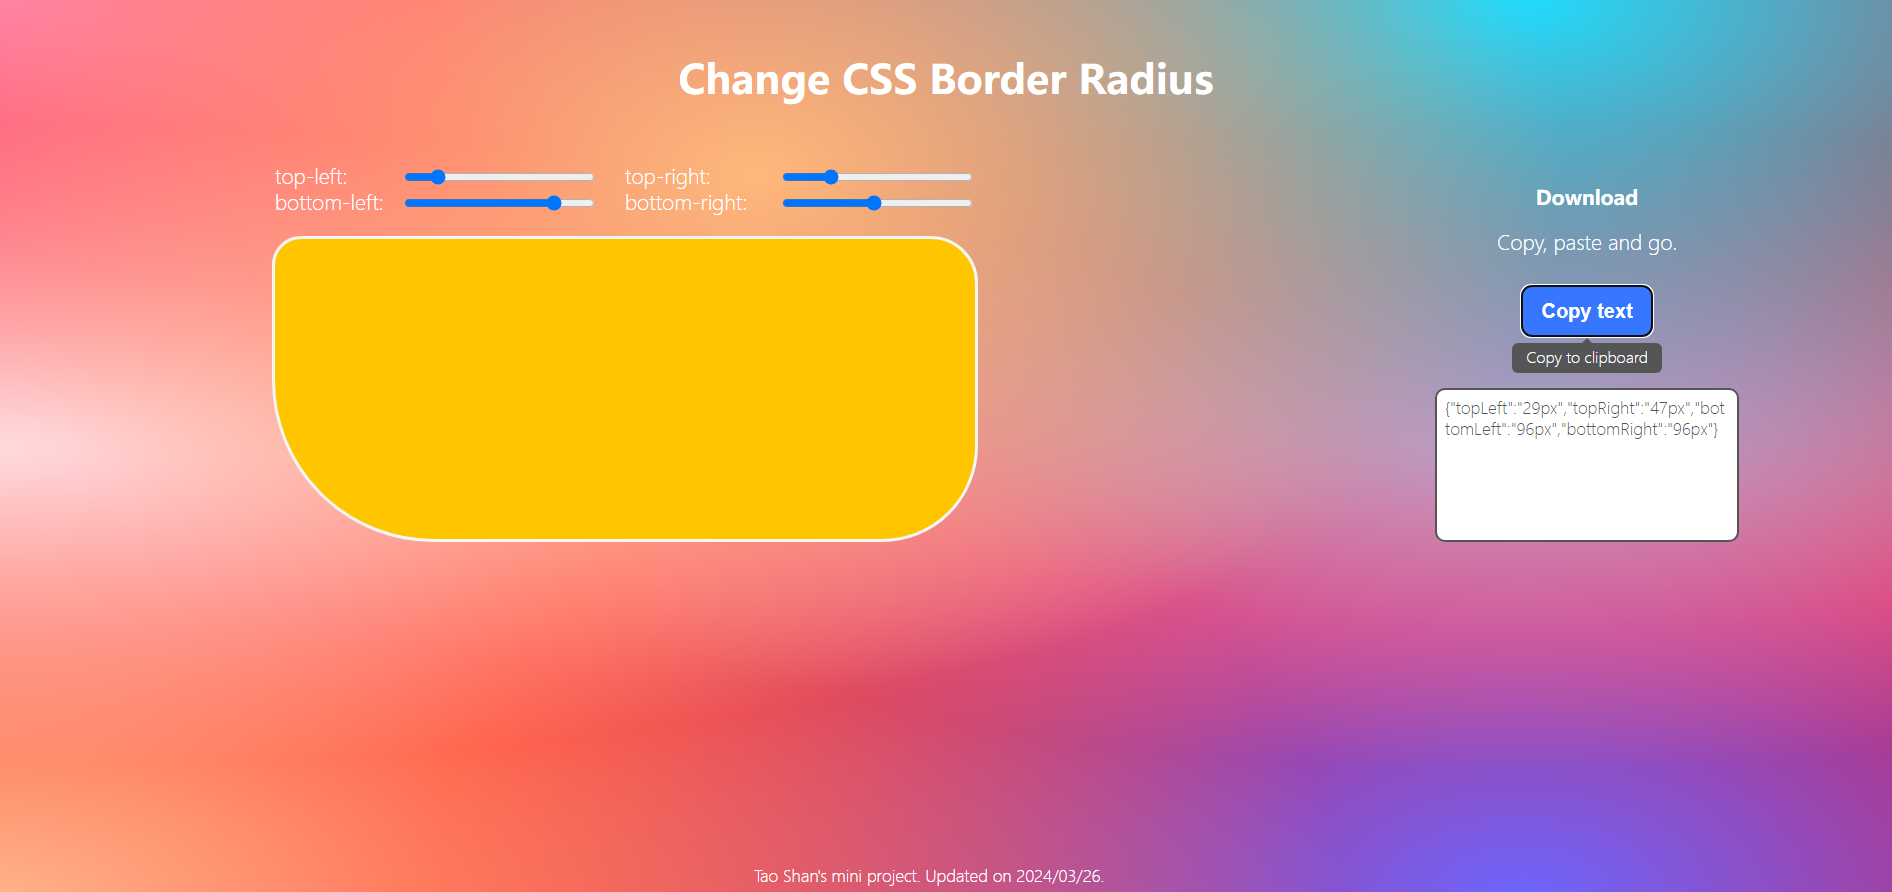 Change CSS Border Radius
top-left:
top-right:
bottom-left:
bottom-right:
Download
Copy, paste and go.
Copy text
Copy to clipboard
{"topLeft":"29px","topRight":"47px","bot
tomLeft":"96px","bottomRight":"96px"}
Tao Shan's mini project. Updated on 2024/03/26.